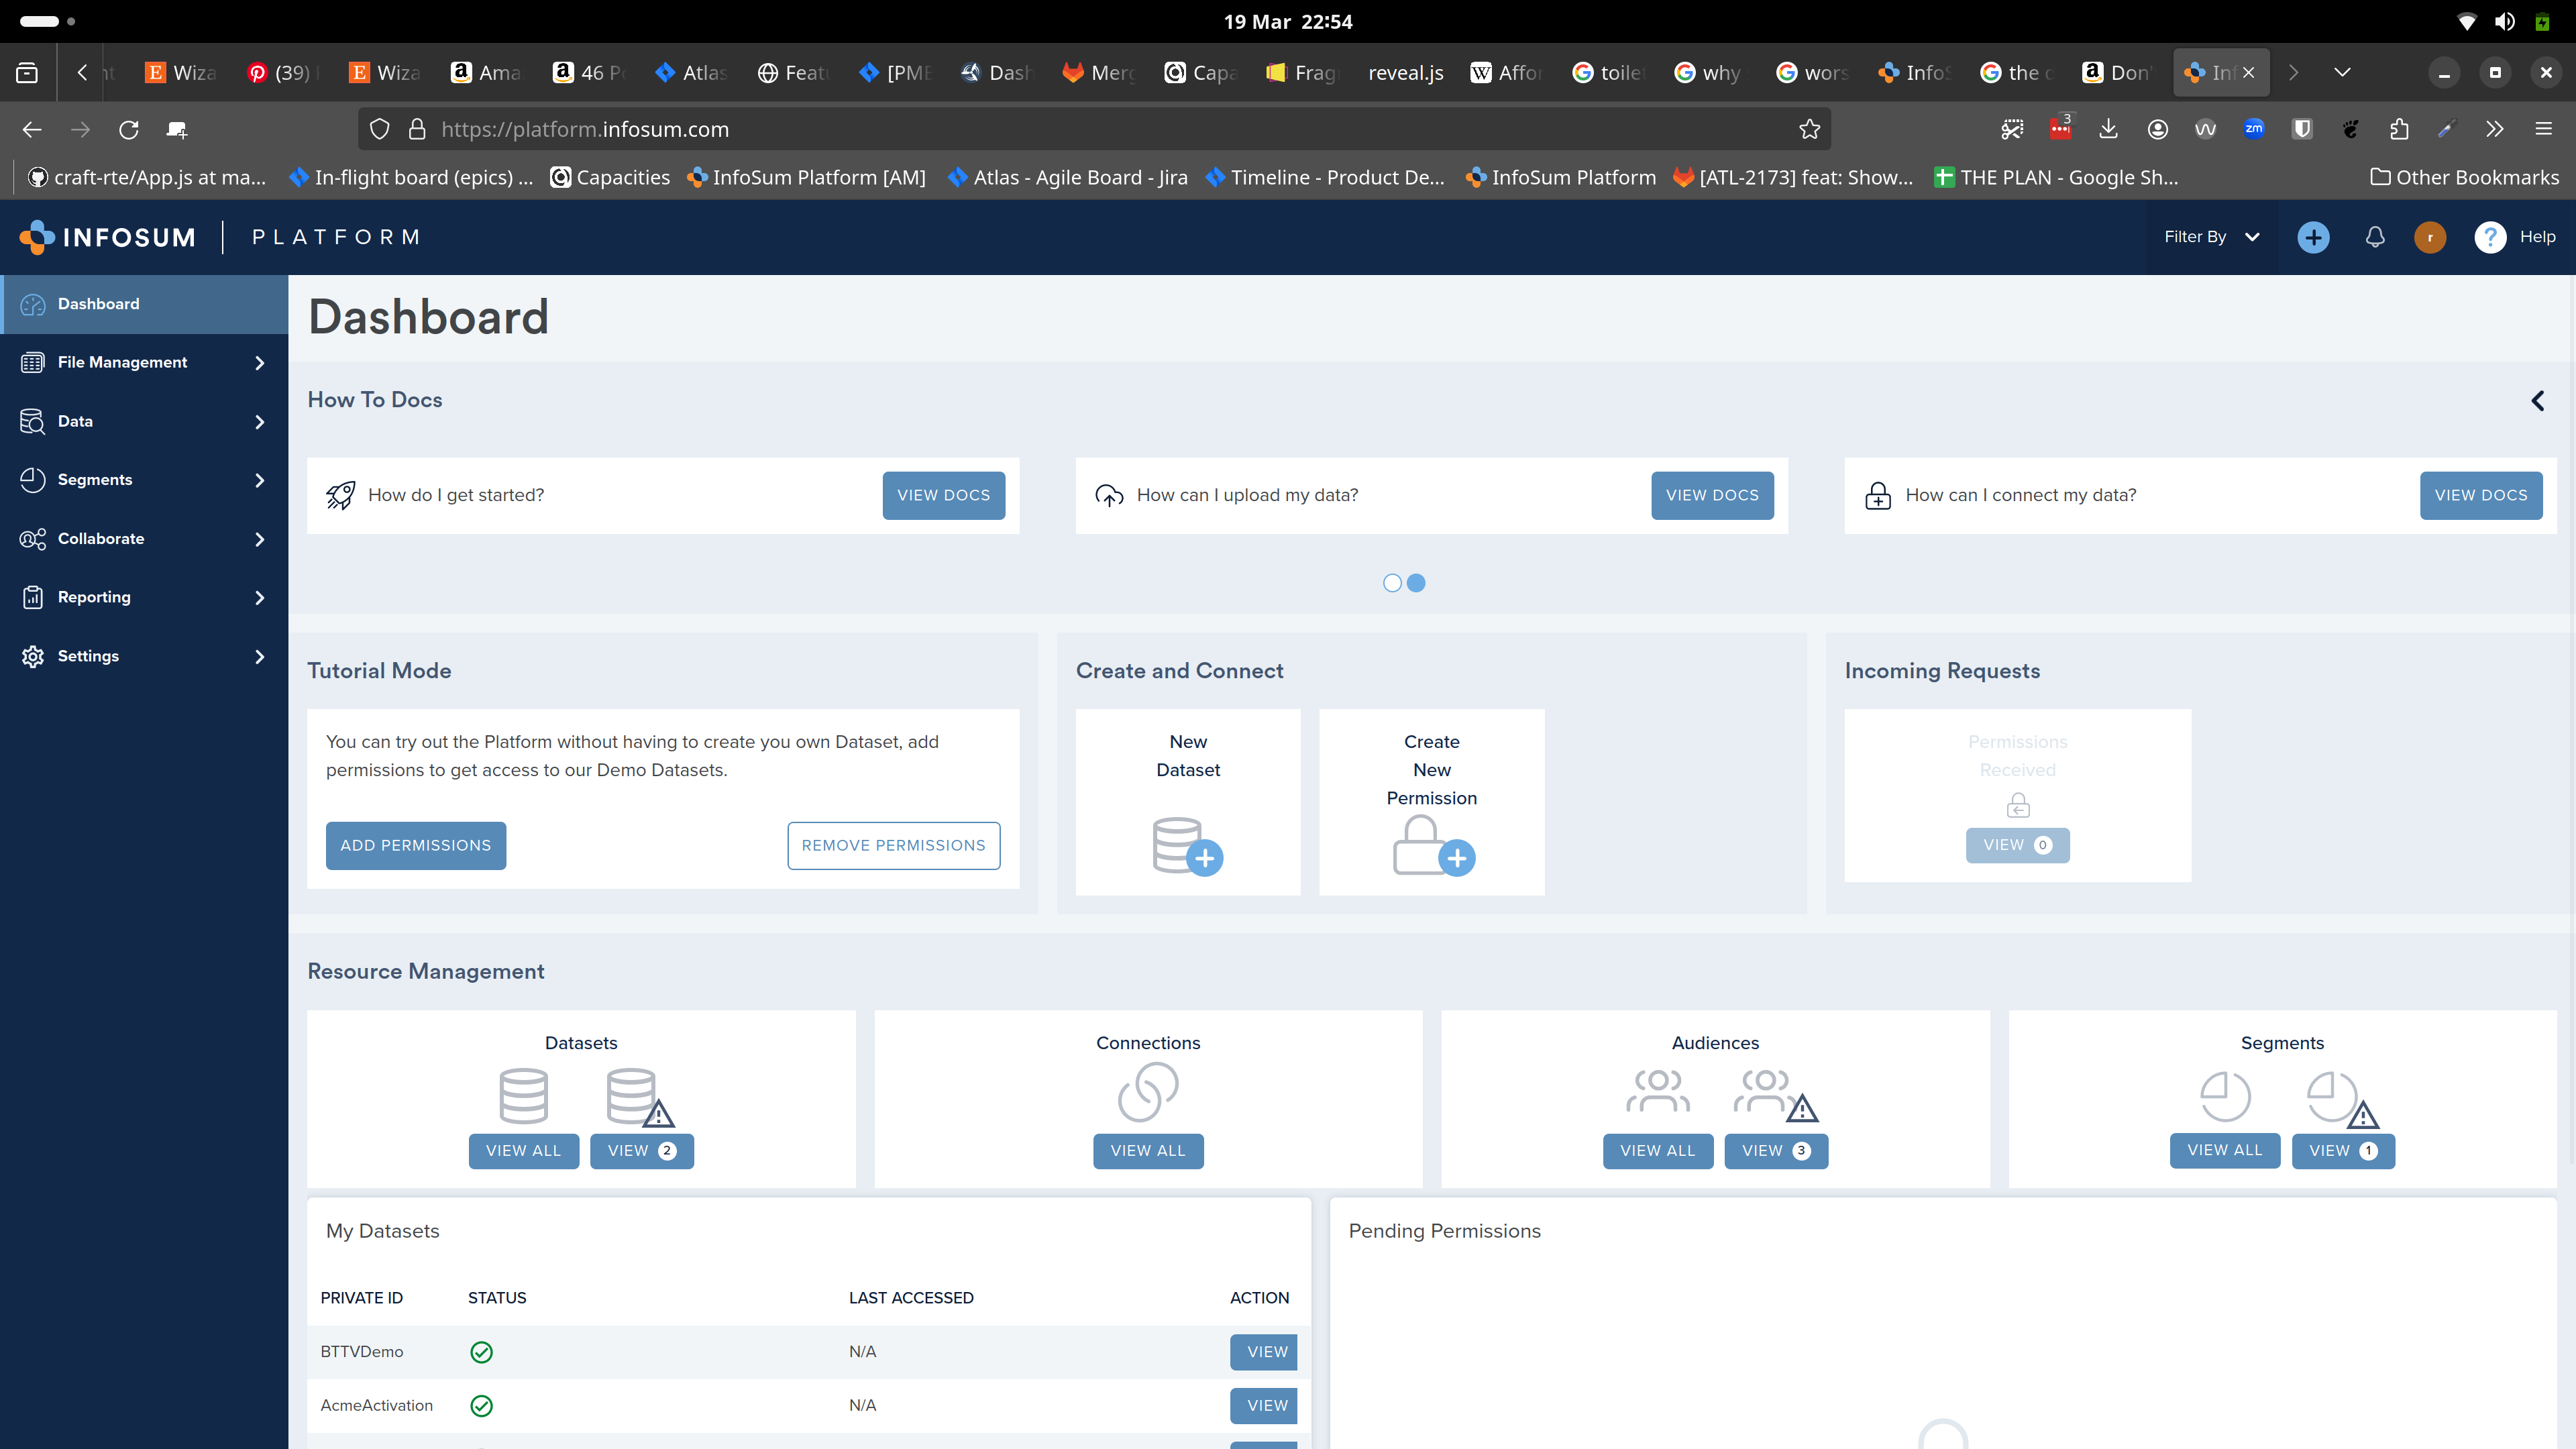 19 Mar 22:54
Wiza
(39)
Wiza
Ama
46 P
Atlas
Feat
[PME
Dash
Merg
Capa
Frag
reveal.js
Affor
toilet
why
wors
InfoS
the
Don'
Inf
https://platform.infosum.com
3
zm
craft-rte/App.js at ma...
In-flight board (epics) ...
Capacities
InfoSum Platform [AM]
Atlas - Agile Board - Jira
Timeline - Product De...
InfoSum Platform
[ATL-2173] feat: Show...
THE PLAN - Google Sh...
Other Bookmarks
INFOSUM PLATFORM
Filter By
r
? Help
Dashboard
File Management
Data
Segments
Collaborate
Reporting
Settings
Dashboard
How To Docs
How do I get started?
VIEW DOCS
How can I upload my data?
VIEW DOCS
How can I connect my data?
VIEW DOCS
Tutorial Mode
You can try out the Platform without having to create you own Dataset, add
permissions to get access to our Demo Datasets.
ADD PERMISSIONS
REMOVE PERMISSIONS
Create and Connect
New
Dataset
Create
New
Permission
Incoming Requests
Permissions
Received
VIEW 0
Resource Management
Datasets
VIEW ALL
VIEW 2
Connections
VIEW ALL
Audiences
VIEW ALL
VIEW 3
Segments
VIEW ALL
VIEW 1
My Datasets
PRIVATE ID STATUS LAST ACCESSED ACTION
BTTVDemo N/A VIEW
AcmeActivation N/A VIEW
Pending Permissions